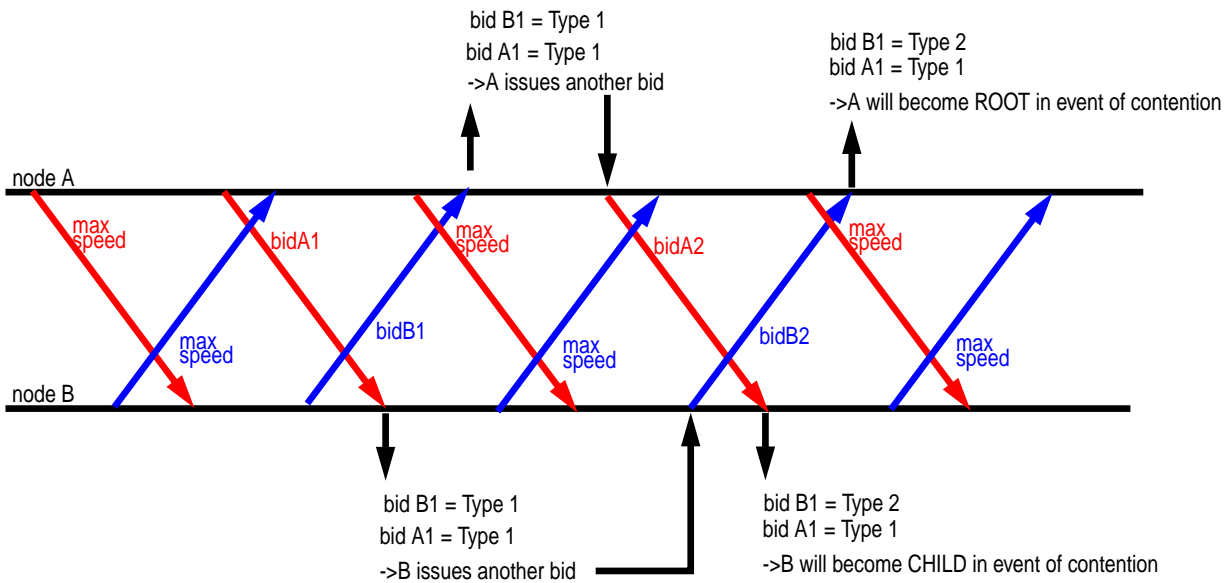 bid B1 = Type 1
bid A1 = Type 1
->A issues another bid
bid B1 = Type 2
bid A1 = Type 1
->A will become ROOT in event of contention
node A
max
speed
bidA1
max
speed
bidA2
max
speed
max
speed
bidB1
max
speed
bidB2
max
speed
node B
bid B1 = Type 1
bid A1 = Type 1
->B issues another bid
bid B1 = Type 2
bid A1 = Type 1
->B will become CHILD in event of contention